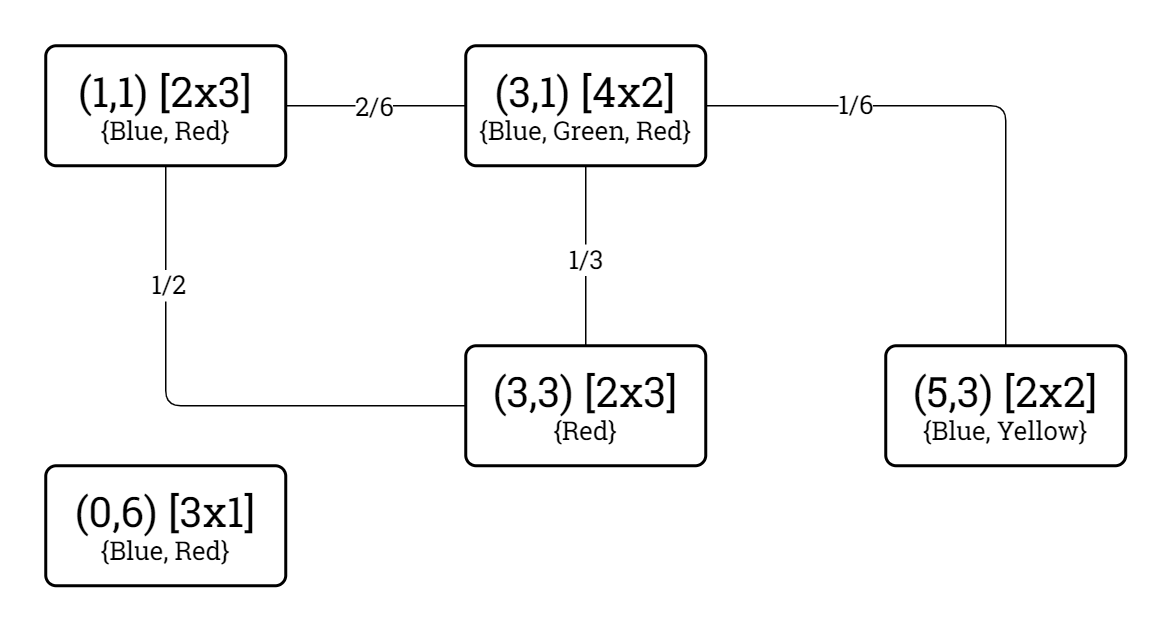 (1,1) [2x3]
{Blue, Red}
2/6
(3,1) [4x2]
{Blue, Green, Red}
1/6
1/3
1/2
(3,3) [2x3]
{Red}
(5,3) [2x2]
{Blue, Yellow}
(0,6) [3x1]
{Blue, Red}